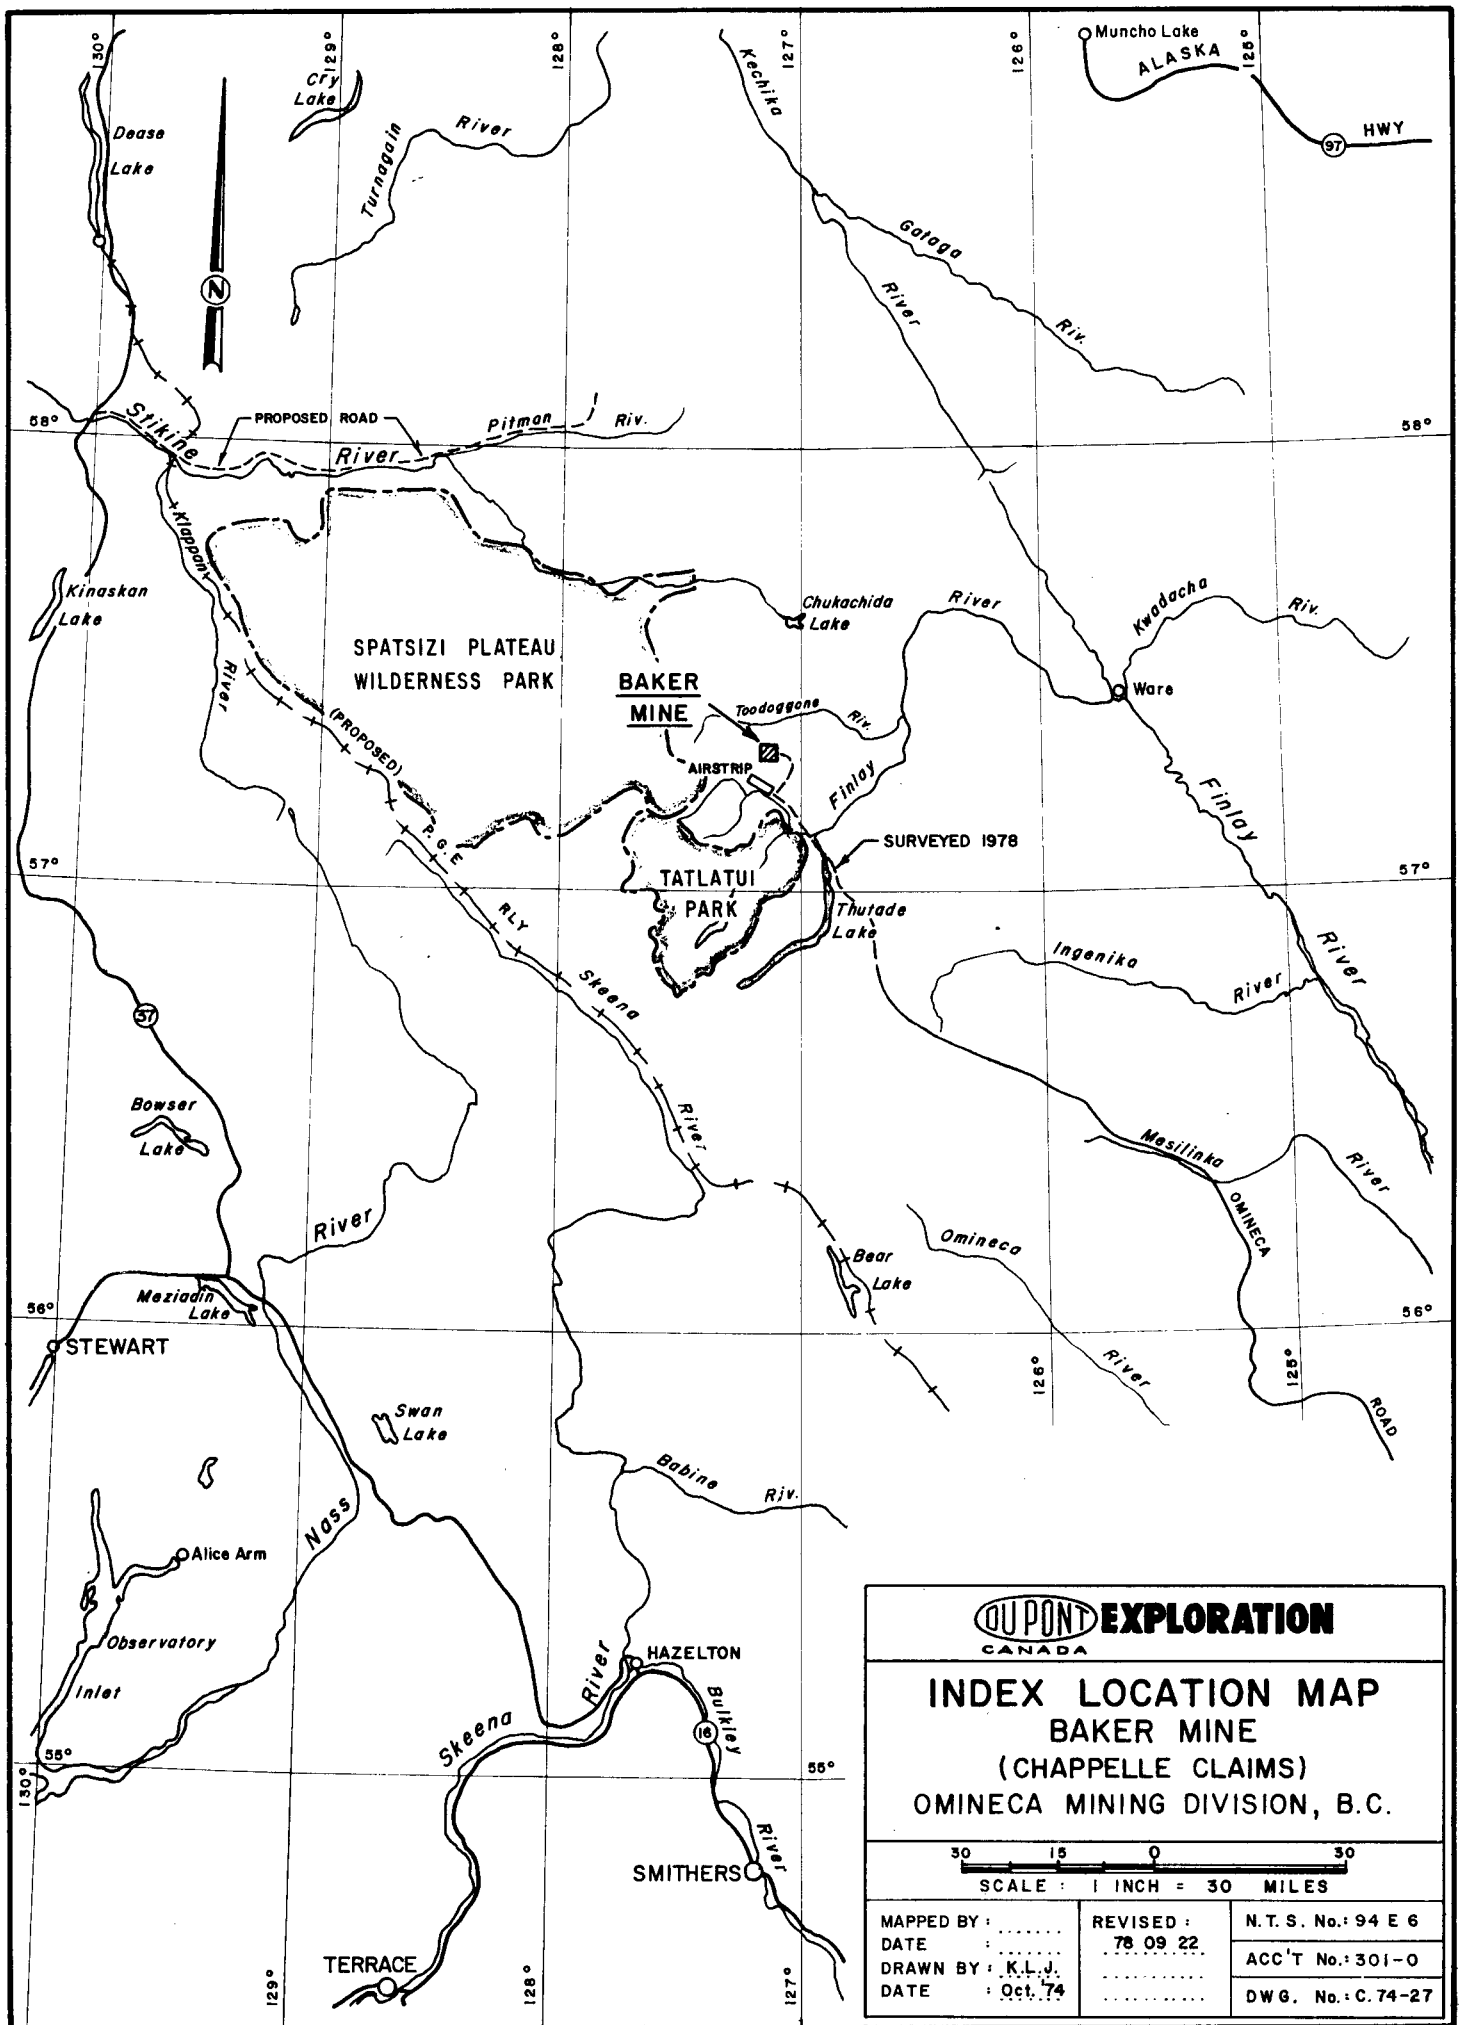 130°
129°
128°
127°
126°
125°
Muncho Lake
ALASKA
97
HWY
Cry
Lake
Dease
Lake
Turnagain
River
Kechika
Gataga
River
Riv.
N
58°
Stikine
PROPOSED ROAD
River
Pitman
Riv.
58°
Klappan
River
Kinaskan
Lake
SPATSIZI PLATEAU
WILDERNESS PARK
Chukachida
Lake
River
Kwadacha
Riv.
Ware
BAKER
MINE
Toodoggone
Riv.
AIRSTRIP
Finlay
(PROPOSED)
P.G.E
RLY
SURVEYED 1978
Finlay
River
57°
TATLATUI
PARK
Thutade
Lake
57°
Skeena
River
Ingenika
River
37
Bowser
Lake
Mesilinka
River
OMINECA
ROAD
River
Bear
Lake
Omineca
River
Meziadin
Lake
56°
STEWART
56°
126°
125°
Swan
Lake
Babine
Riv.
Nass
Alice Arm
Observatory
Inlet
HAZELTON
River
Skeena
Bulkley
16
River
55°
130°
55°
SMITHERS
TERRACE
129°
128°
127°
DU PONT EXPLORATION
CANADA
INDEX LOCATION MAP
BAKER MINE
(CHAPPELLE CLAIMS)
OMINECA MINING DIVISION, B.C.
30 15 0 30
SCALE : 1 INCH = 30 MILES
MAPPED BY : .......
DATE : .......
DRAWN BY : K.L.J.
DATE : Oct. '74
REVISED :
78 09 22
N.T.S. No.: 94 E 6
ACC'T No.: 301-0
DWG. No.: C.74-27